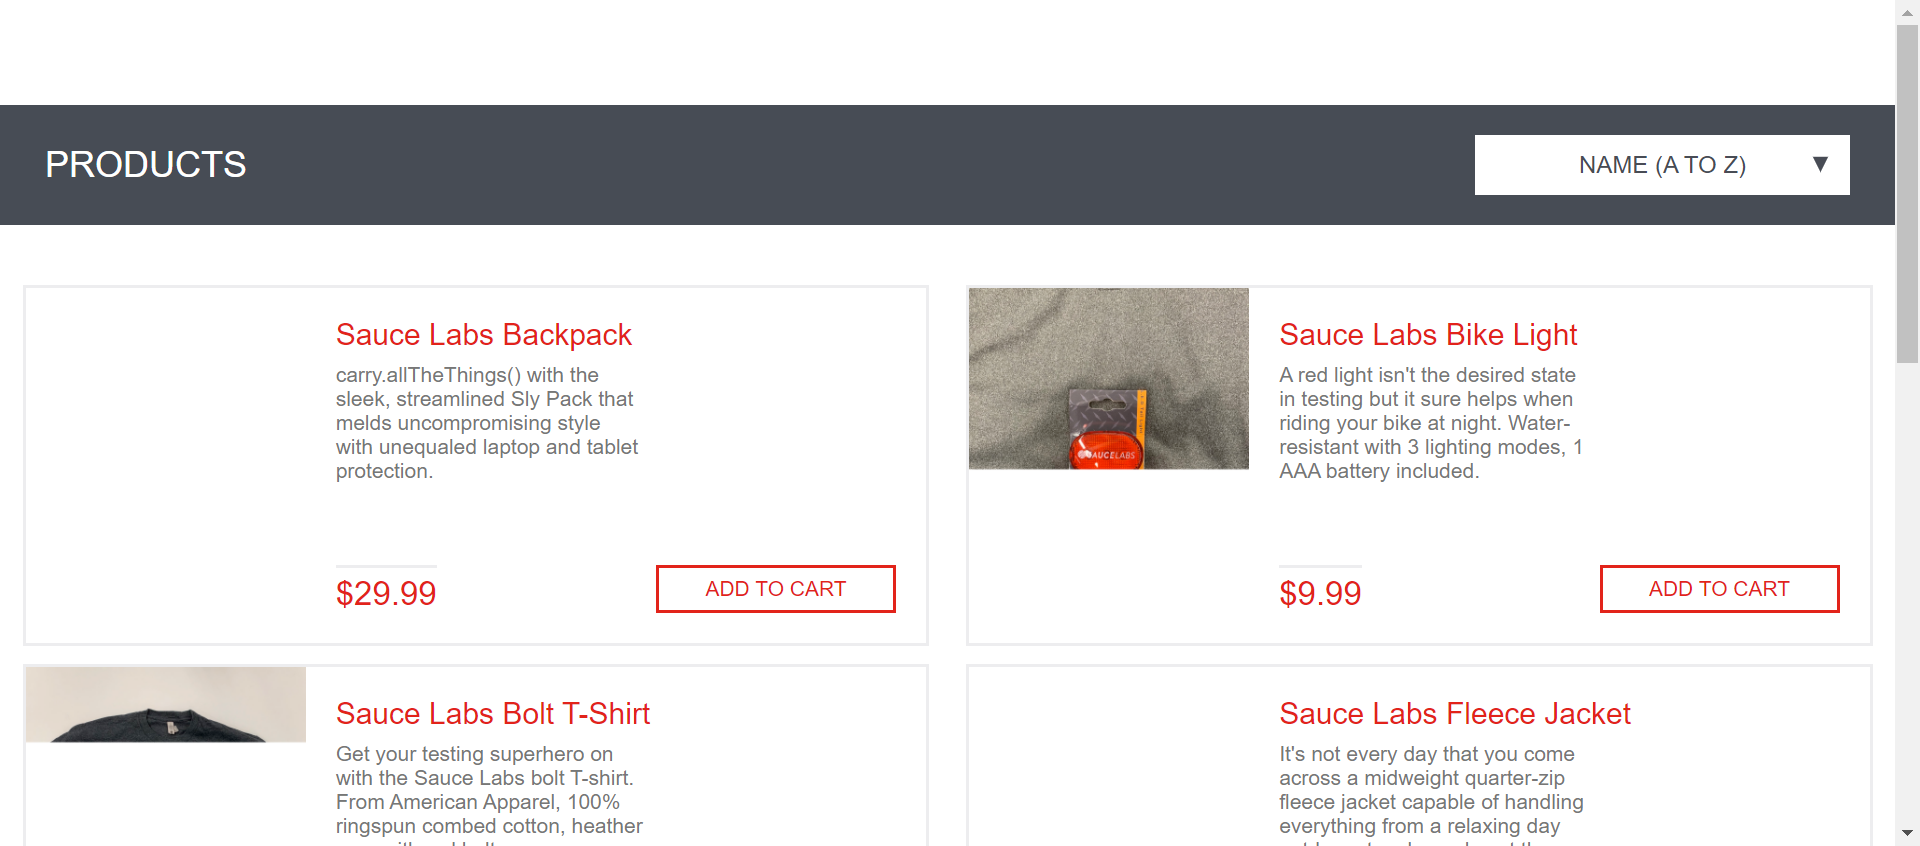 PRODUCTS
NAME (A TO Z) ▼
Sauce Labs Backpack
carry.allTheThings() with the
sleek, streamlined Sly Pack that
melds uncompromising style
with unequaled laptop and tablet
protection.
$29.99
ADD TO CART
SAUCELABS
Sauce Labs Bike Light
A red light isn't the desired state
in testing but it sure helps when
riding your bike at night. Water-
resistant with 3 lighting modes, 1
AAA battery included.
$9.99
ADD TO CART
Sauce Labs Bolt T-Shirt
Get your testing superhero on
with the Sauce Labs bolt T-shirt.
From American Apparel, 100%
ringspun combed cotton, heather
Sauce Labs Fleece Jacket
It's not every day that you come
across a midweight quarter-zip
fleece jacket capable of handling
everything from a relaxing day